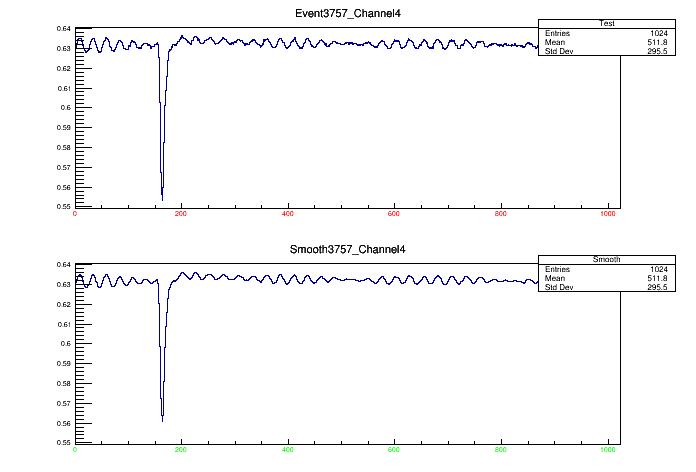 Event3757_Channel4
Test
Entries 1024
Mean 511.8
Std Dev 295.5
0.64
0.63
0.62
0.61
0.6
0.59
0.58
0.57
0.56
0.55
0 200 400 600 800 1000
Smooth3757_Channel4
Smooth
Entries 1024
Mean 511.8
Std Dev 295.5
0.64
0.63
0.62
0.61
0.6
0.59
0.58
0.57
0.56
0.55
0 200 400 600 800 1000